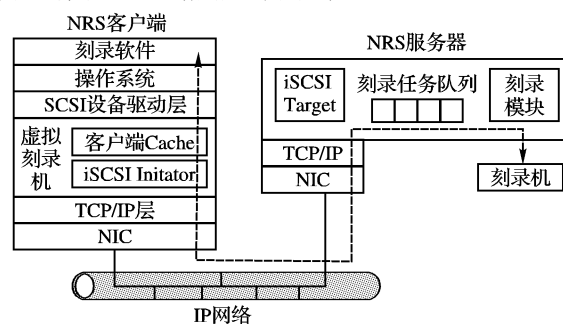 NRS客户端
刻录软件
操作系统
SCSI设备驱动层
虚拟
刻录
机
客户端Cache
iSCSI Initator
TCP/IP层
NIC
NRS服务器
iSCSI
Target
刻录任务队列
刻录
模块
TCP/IP
NIC
刻录机
IP网络